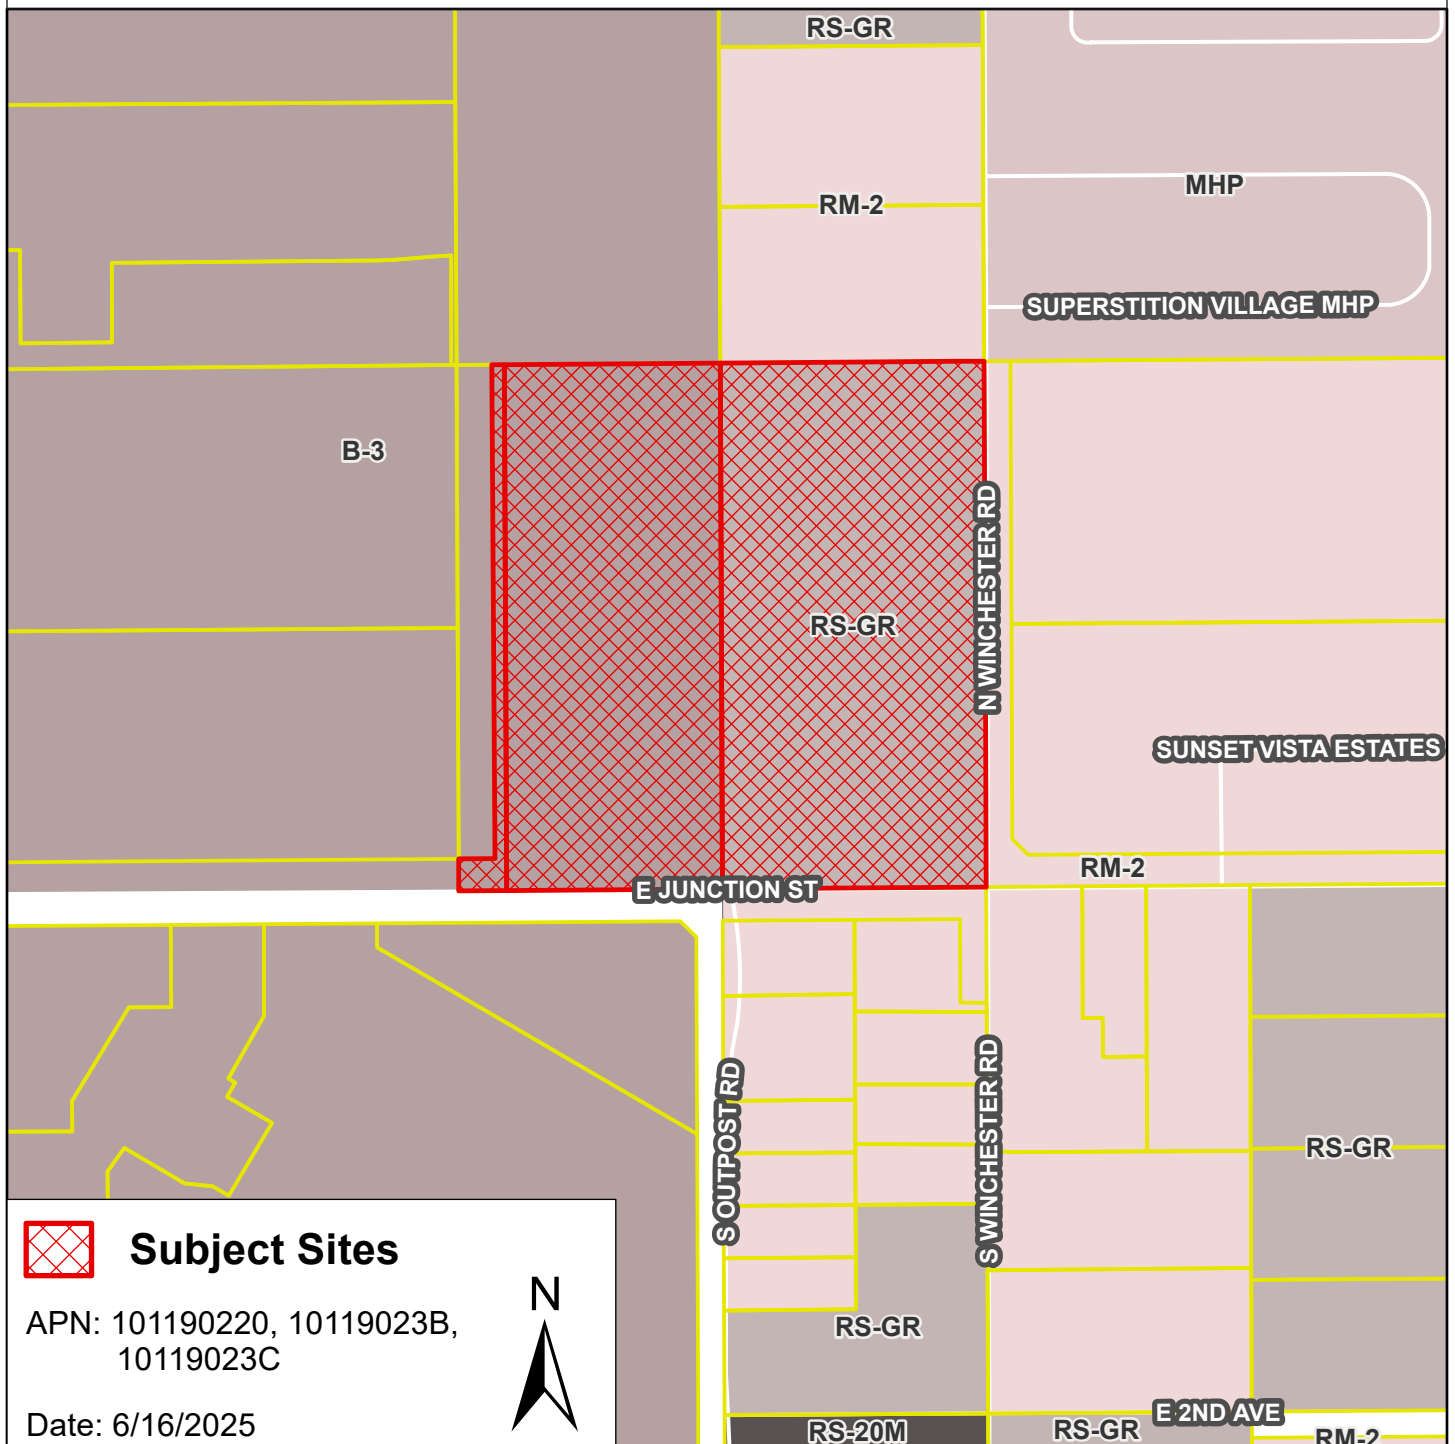 RS-GR
RM-2
MHP
SUPERSTITION VILLAGE MHP
B-3
RS-GR
N WINCHESTER RD
SUNSET VISTA ESTATES
RM-2
E JUNCTION ST
S OUTPOST RD
S WINCHESTER RD
RS-GR
RS-GR
E 2ND AVE
RS-20M
RS-GR
RM-2
Subject Sites
N
APN: 101190220, 10119023B,
10119023C
Date: 6/16/2025